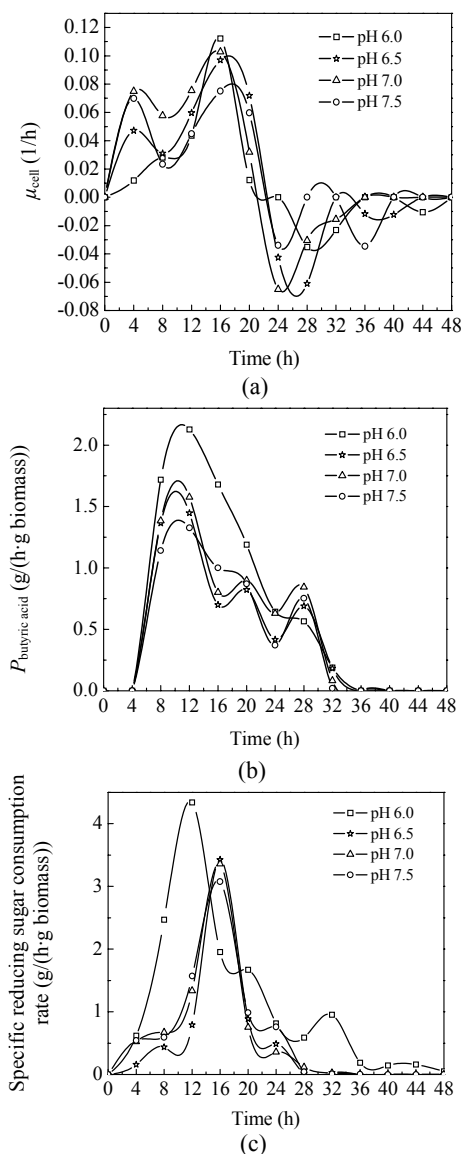 0.12
0.10
0.08
0.06
0.04
0.02
0.00
-0.02
-0.04
-0.06
-0.08
μcell (1/h)
pH 6.0
pH 6.5
pH 7.0
pH 7.5
0 4 8 12 16 20 24 28 32 36 40 44 48
Time (h)
(a)
2.0
1.5
1.0
0.5
0.0
Pbutyric acid (g/(h·g biomass))
pH 6.0
pH 6.5
pH 7.0
pH 7.5
0 4 8 12 16 20 24 28 32 36 40 44 48
Time (h)
(b)
4
3
2
1
0
Specific reducing sugar consumption
rate (g/(h·g biomass))
pH 6.0
pH 6.5
pH 7.0
pH 7.5
0 4 8 12 16 20 24 28 32 36 40 44 48
Time (h)
(c)